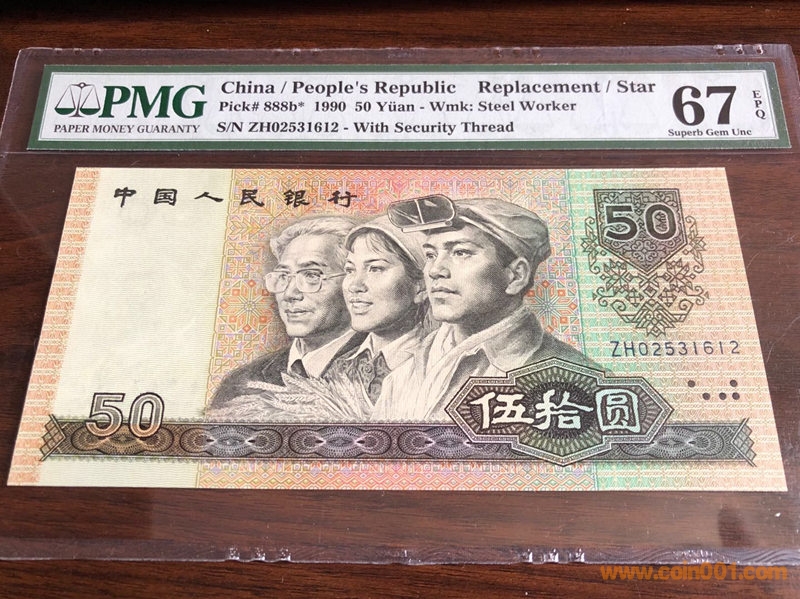 PMG
PAPER MONEY GUARANTY
China / People's Republic Replacement / Star
Pick# 888b* 1990 50 Yüan - Wmk: Steel Worker
S/N ZH02531612 - With Security Thread
67
EPQ
Superb Gem Unc
中国人民银行
50
ZH02531612
50
伍拾圆
www.coin001.com